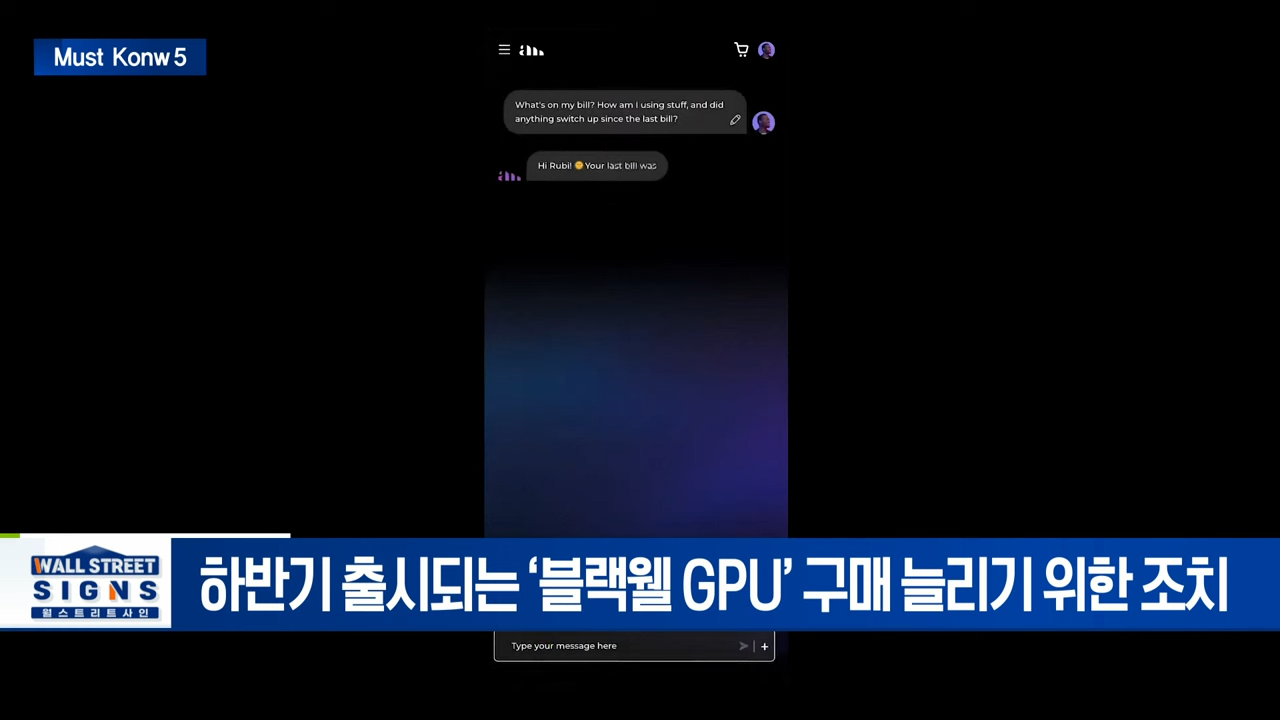 Must Konw 5
am.
What's on my bill? How am I using stuff, and did
anything switch up since the last bill?
am.
Hi Rubi! 😊 Your last bill was
WALL STREET
SIGNS
월스트리트사인
하반기 출시되는 ‘블랙웰 GPU’ 구매 늘리기 위한 조치
Type your message here